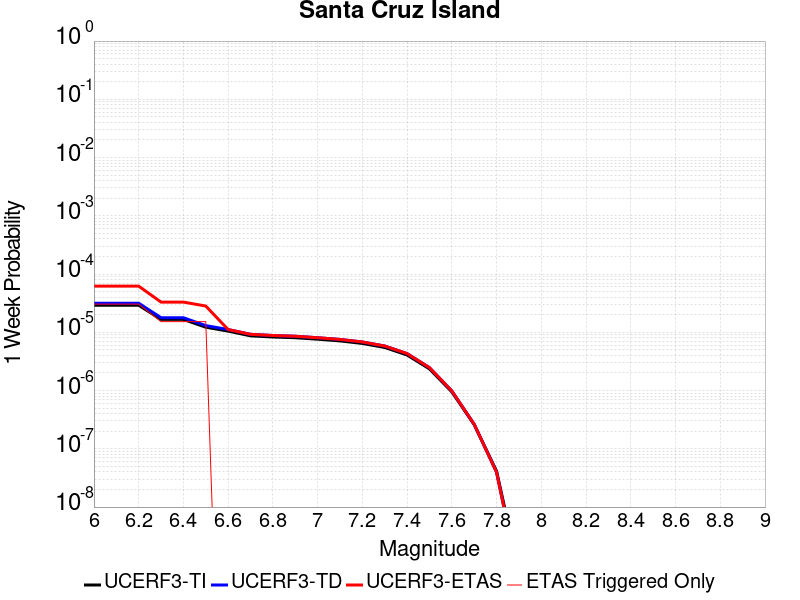 Santa Cruz Island
10^0
10^-1
10^-2
10^-3
10^-4
10^-5
10^-6
10^-7
10^-8
1 Week Probability
6 6.2 6.4 6.6 6.8 7 7.2 7.4 7.6 7.8 8 8.2 8.4 8.6 8.8 9
Magnitude
UCERF3-TI UCERF3-TD UCERF3-ETAS ETAS Triggered Only